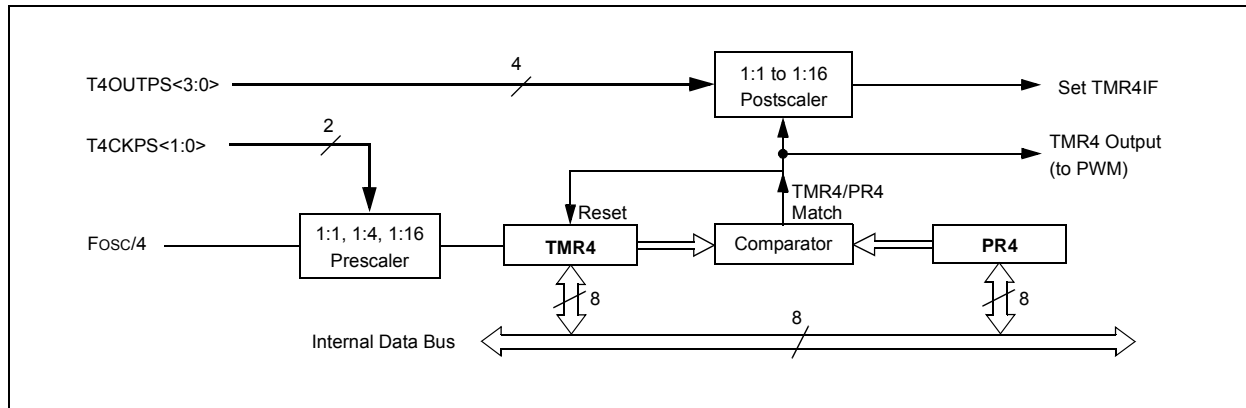 T4OUTPS<3:0>
4
1:1 to 1:16
Postscaler
Set TMR4IF
T4CKPS<1:0>
2
TMR4 Output
(to PWM)
TMR4/PR4
Match
Reset
FOSC/4
1:1, 1:4, 1:16
Prescaler
TMR4
Comparator
PR4
8
8
8
Internal Data Bus